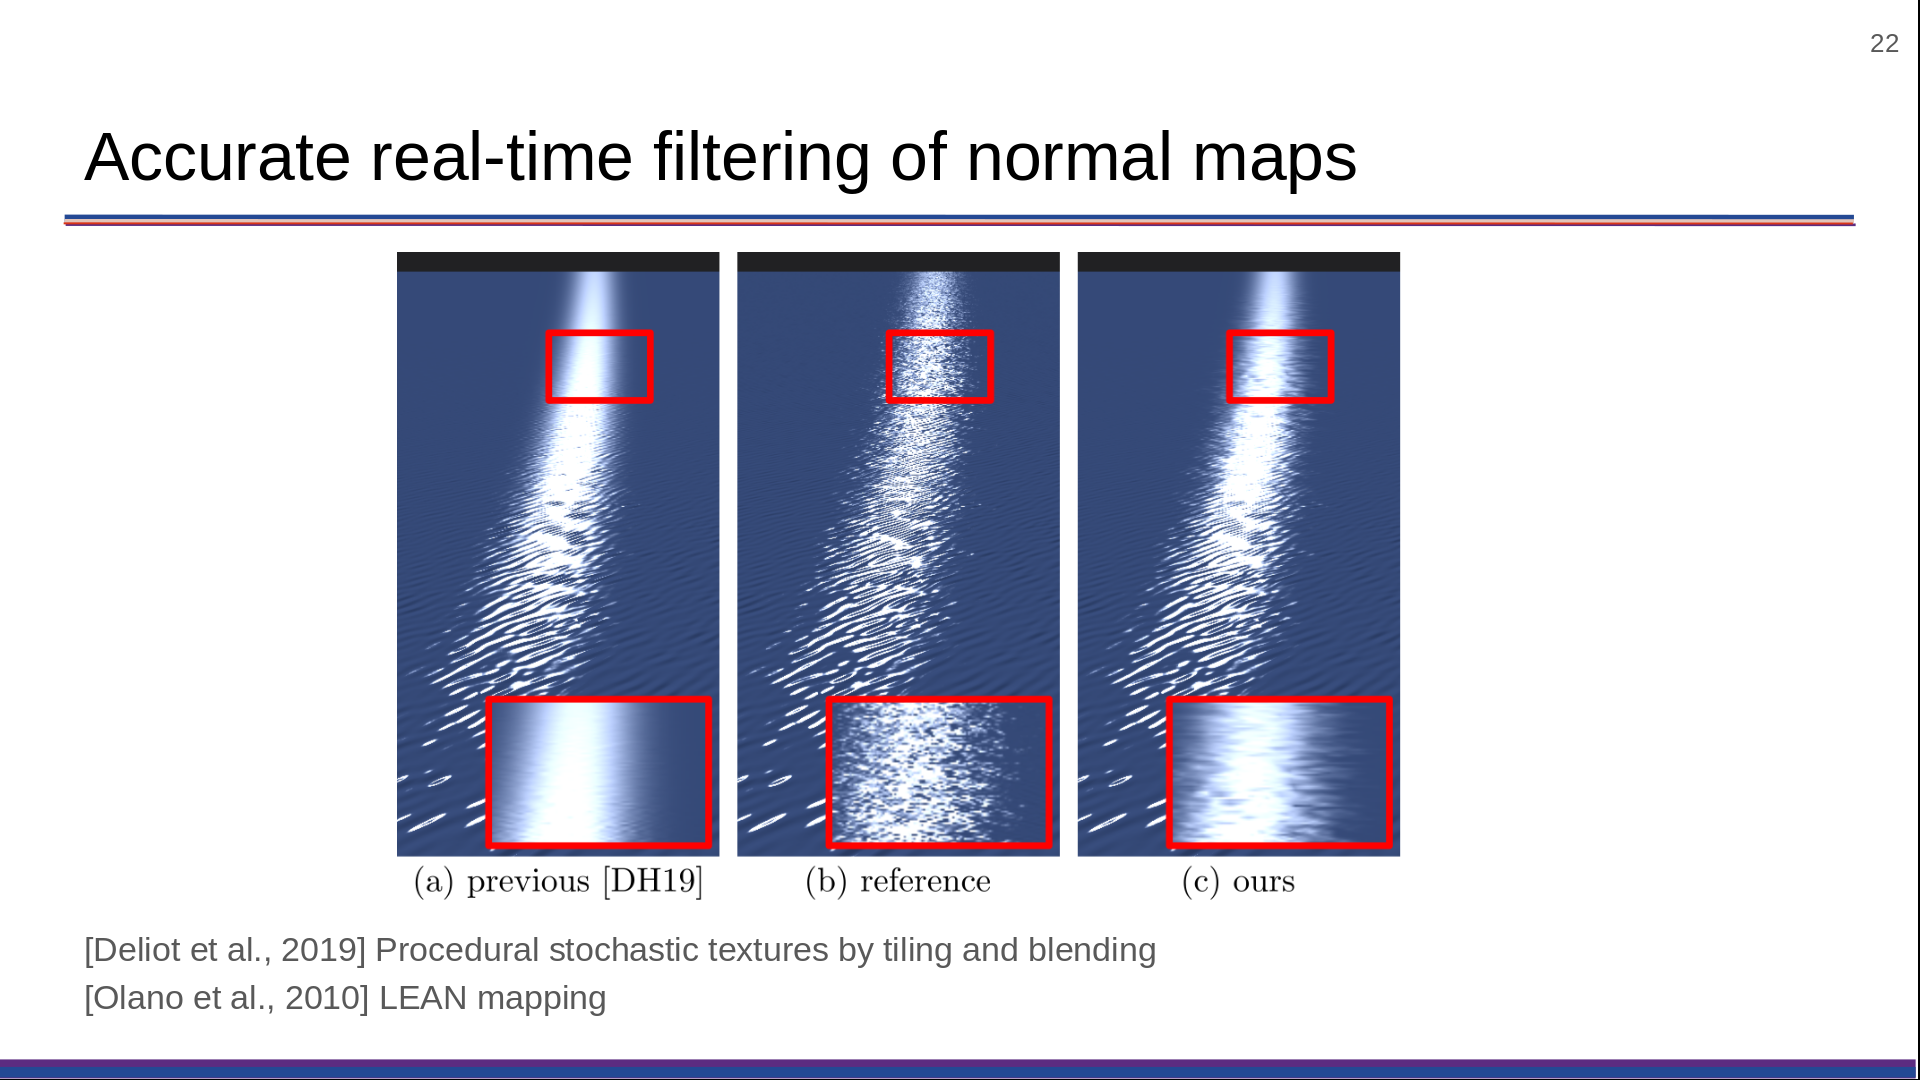 22
Accurate real-time filtering of normal maps
(a) previous [DH19]
(b) reference
(c) ours
[Deliot et al., 2019] Procedural stochastic textures by tiling and blending
[Olano et al., 2010] LEAN mapping